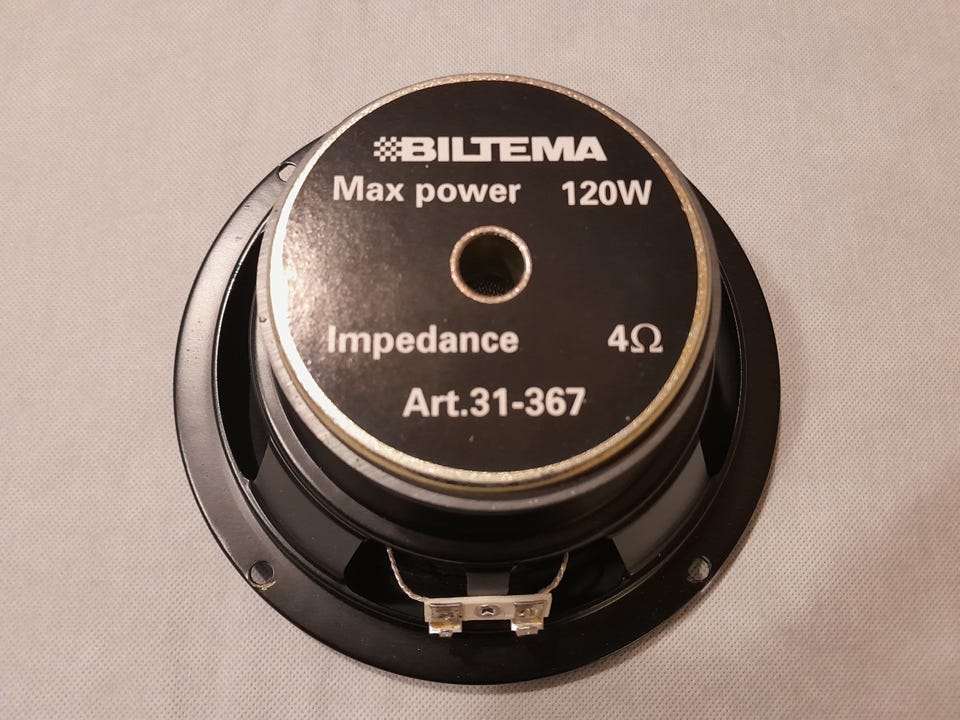 BILTEMA
Max power 120W
Impedance 4Ω
Art.31-367